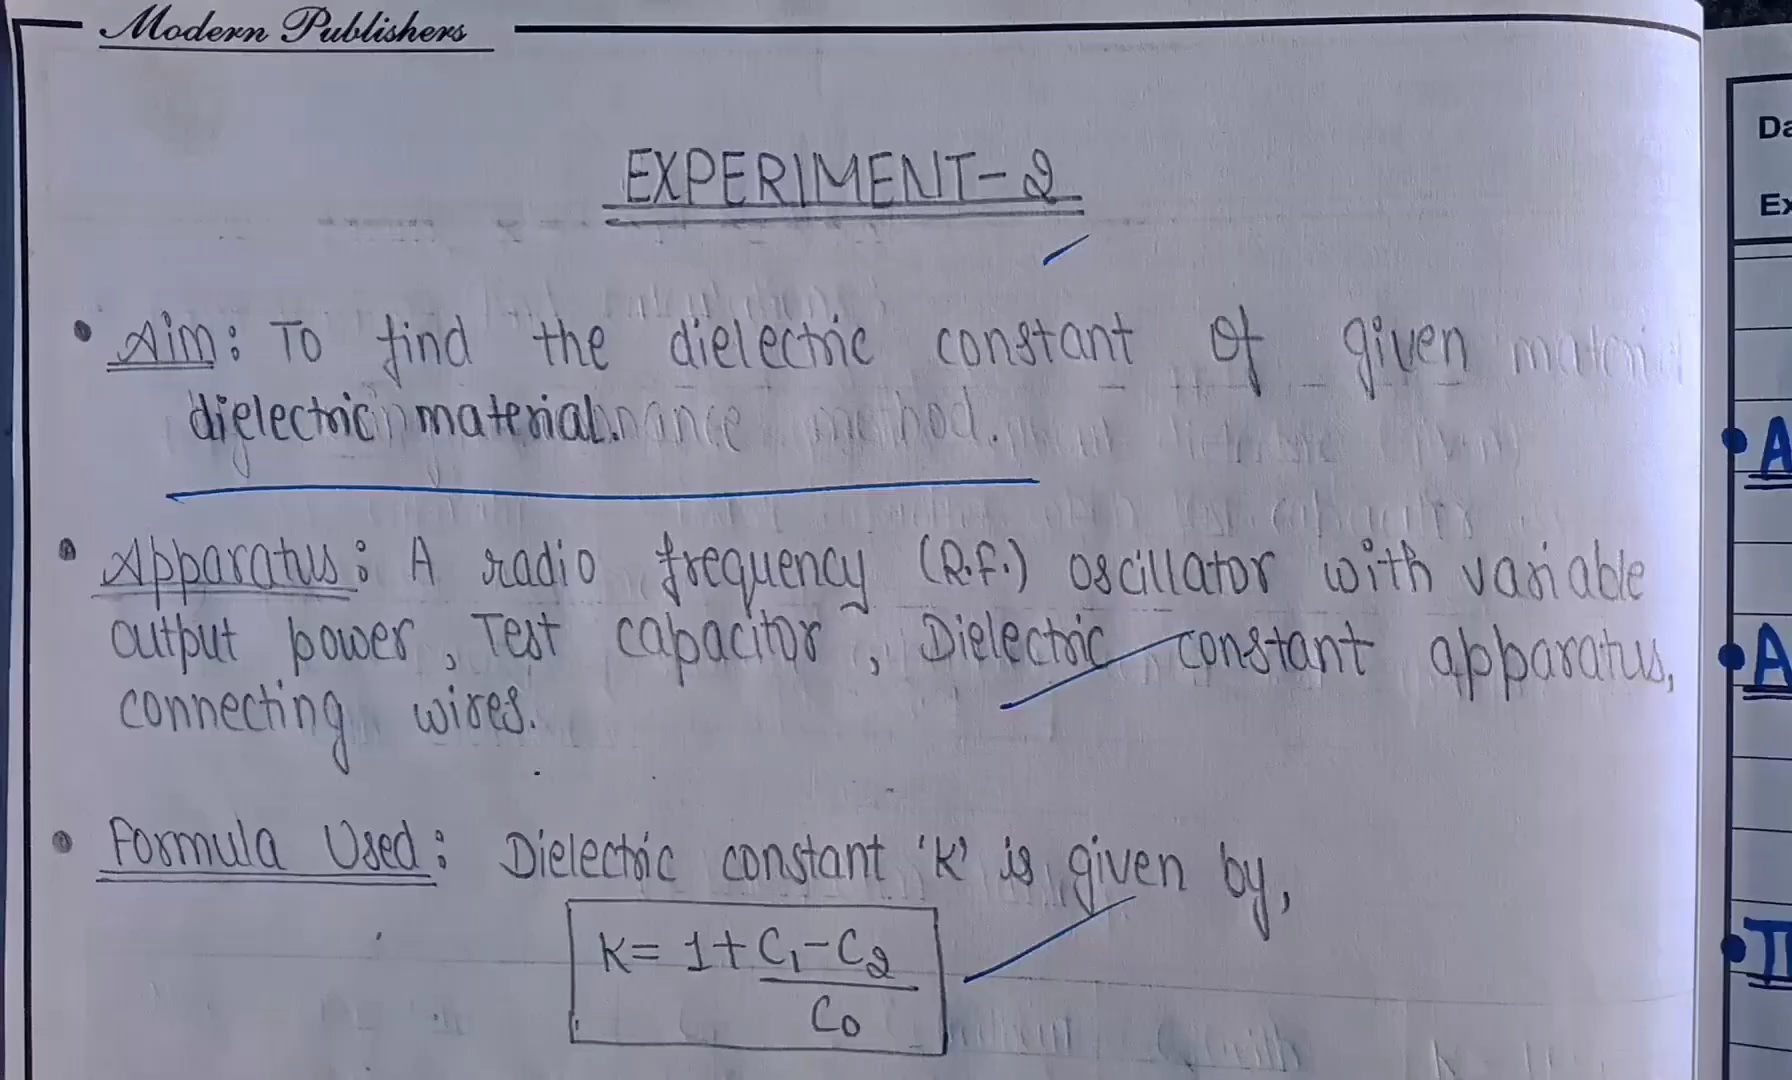 Modern Publishers
EXPERIMENT-2
• Aim: To find the dielectric constant of given
dielectric material.
• Apparatus: A radio frequency (R.F.) oscillator with variable
output power, Test capacitor, Dielectric constant apparatus,
connecting wires.
• Formula Used: Dielectric constant 'K' is given by,
K = 1 + C₁-C₂
C₀
Da
Ex
• A
• A